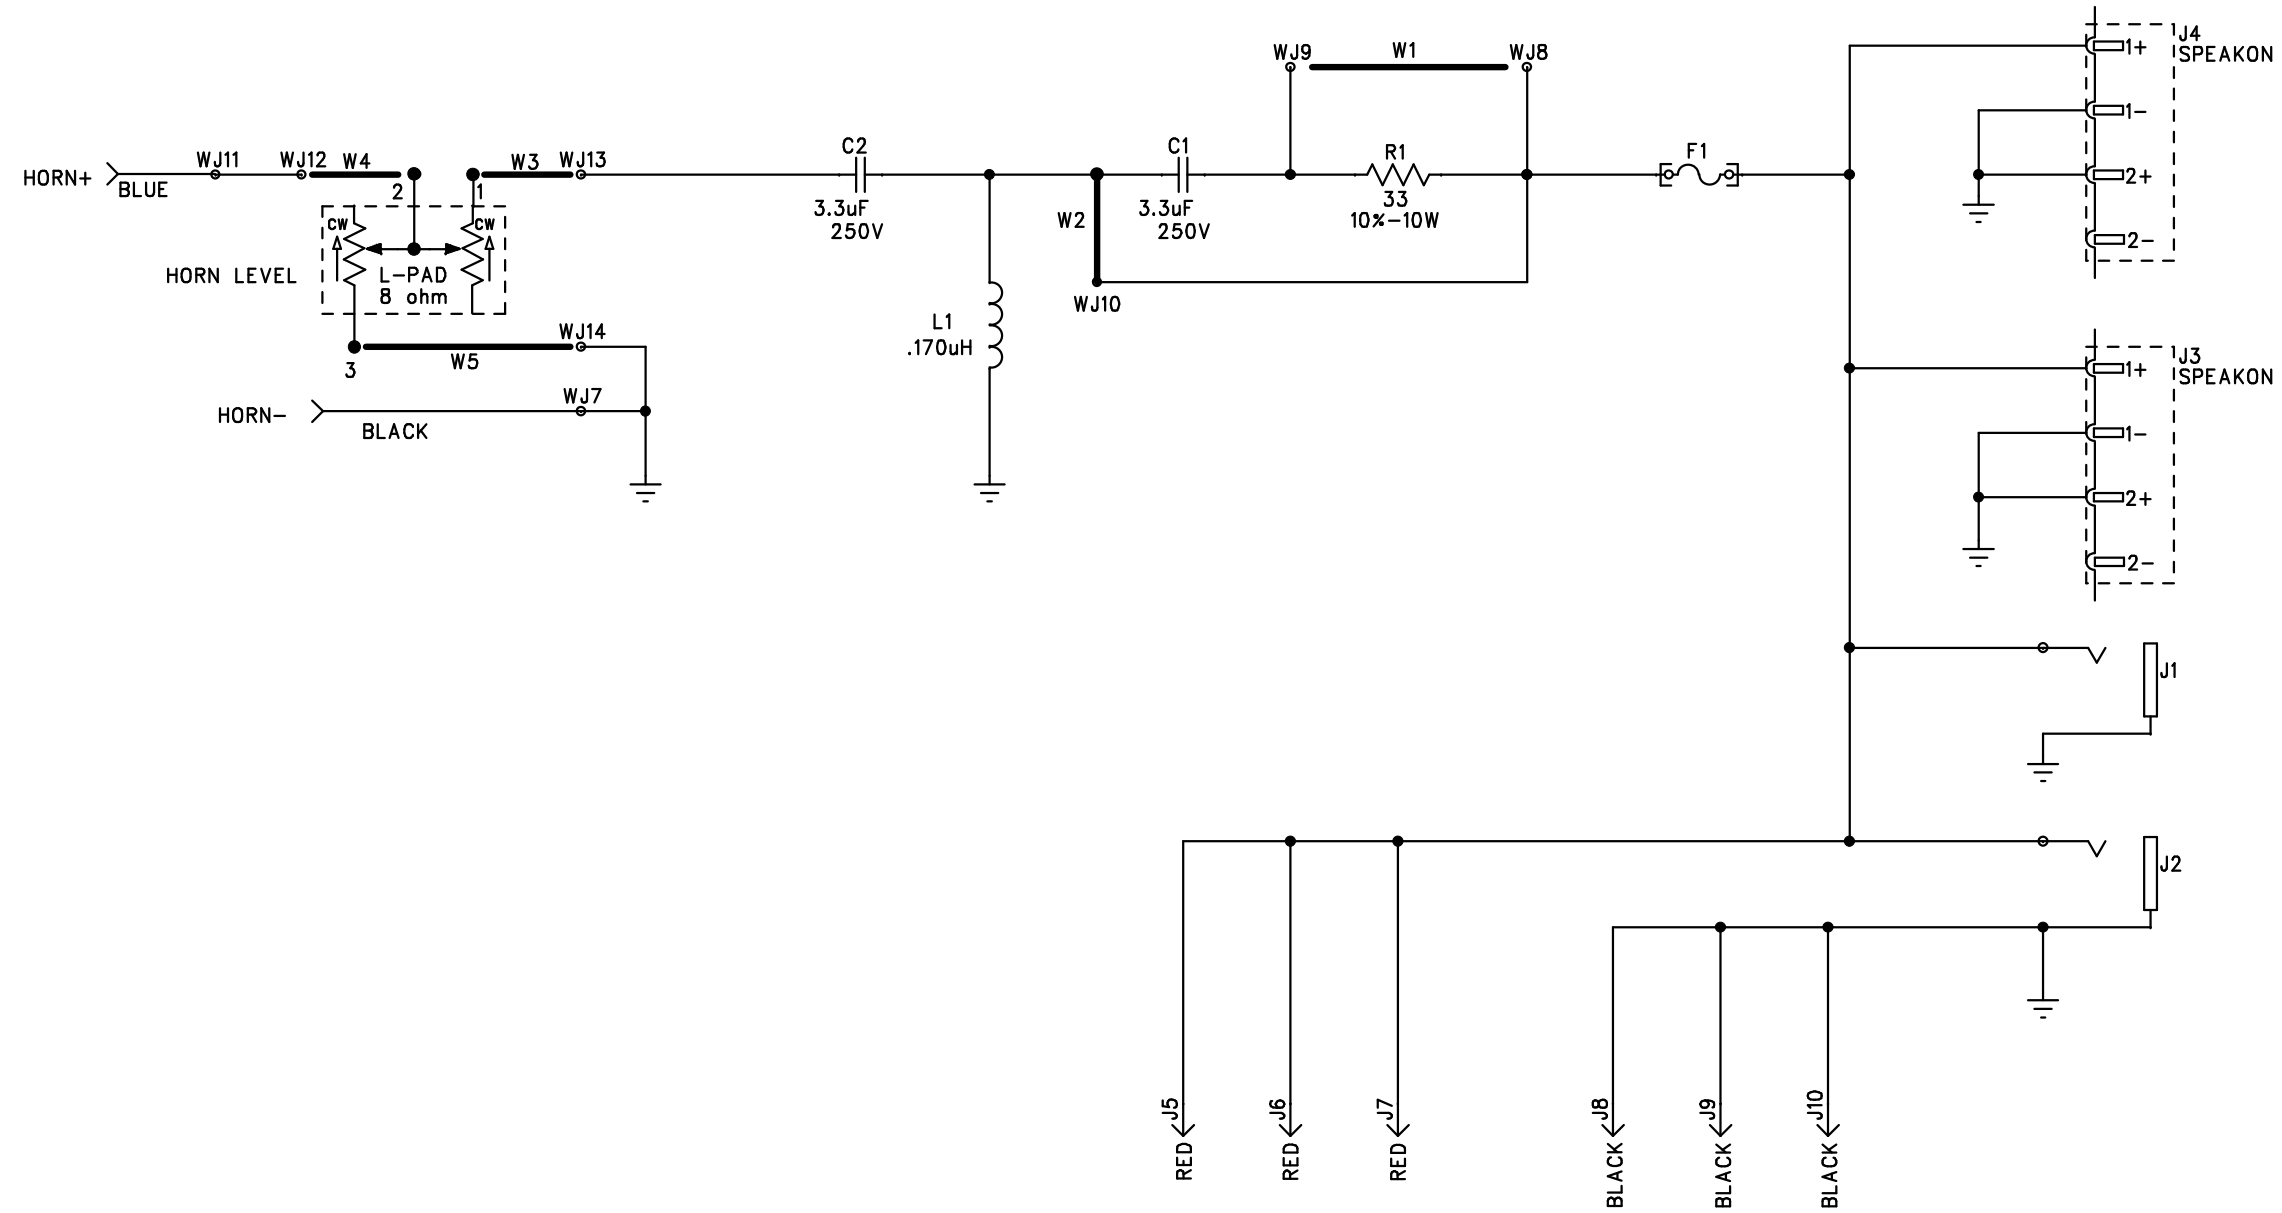 J4
1+
SPEAKON
1-
2+
2-
WJ9
W1
WJ8
HORN+
BLUE
WJ11
WJ12
W4
2
1
W3
WJ13
C2
3.3uF
250V
C1
3.3uF
250V
R1
33
10%-10W
F1
W2
WJ10
CW
CW
HORN LEVEL
L-PAD
8 ohm
L1
.170uH
WJ14
3
W5
WJ7
HORN-
BLACK
J3
1+
SPEAKON
1-
2+
2-
J1
J2
J5
RED
J6
RED
J7
RED
J8
BLACK
J9
BLACK
J10
BLACK